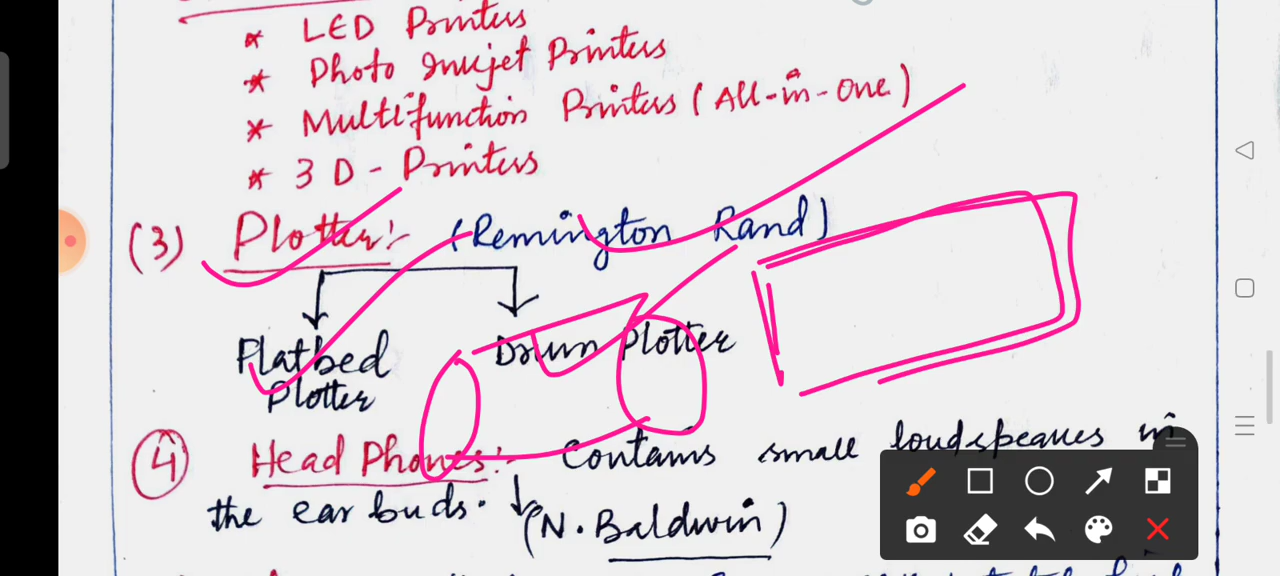 * LED Printers
* Photo Inkjet Printers
* Multifunction Printers (All-in-One)
* 3D - Printers
(3) Plotter:- (Remington Rand)
Flatbed Plotter
Drum Plotter
(4) Head Phones:- Contains small loudspeakers in
the ear buds. (N. Baldwin)